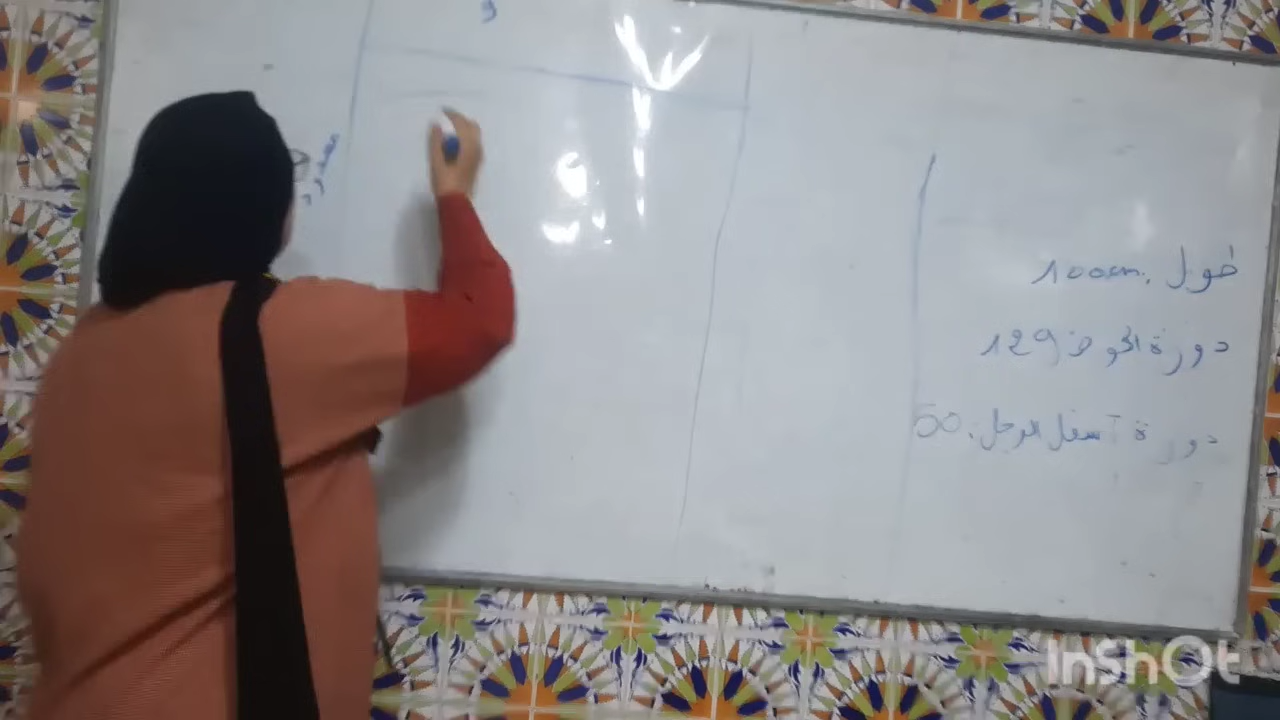 و
طول 100cm.
دورة الحوض 129
دورة أسفل الرجل. 50
InShOt